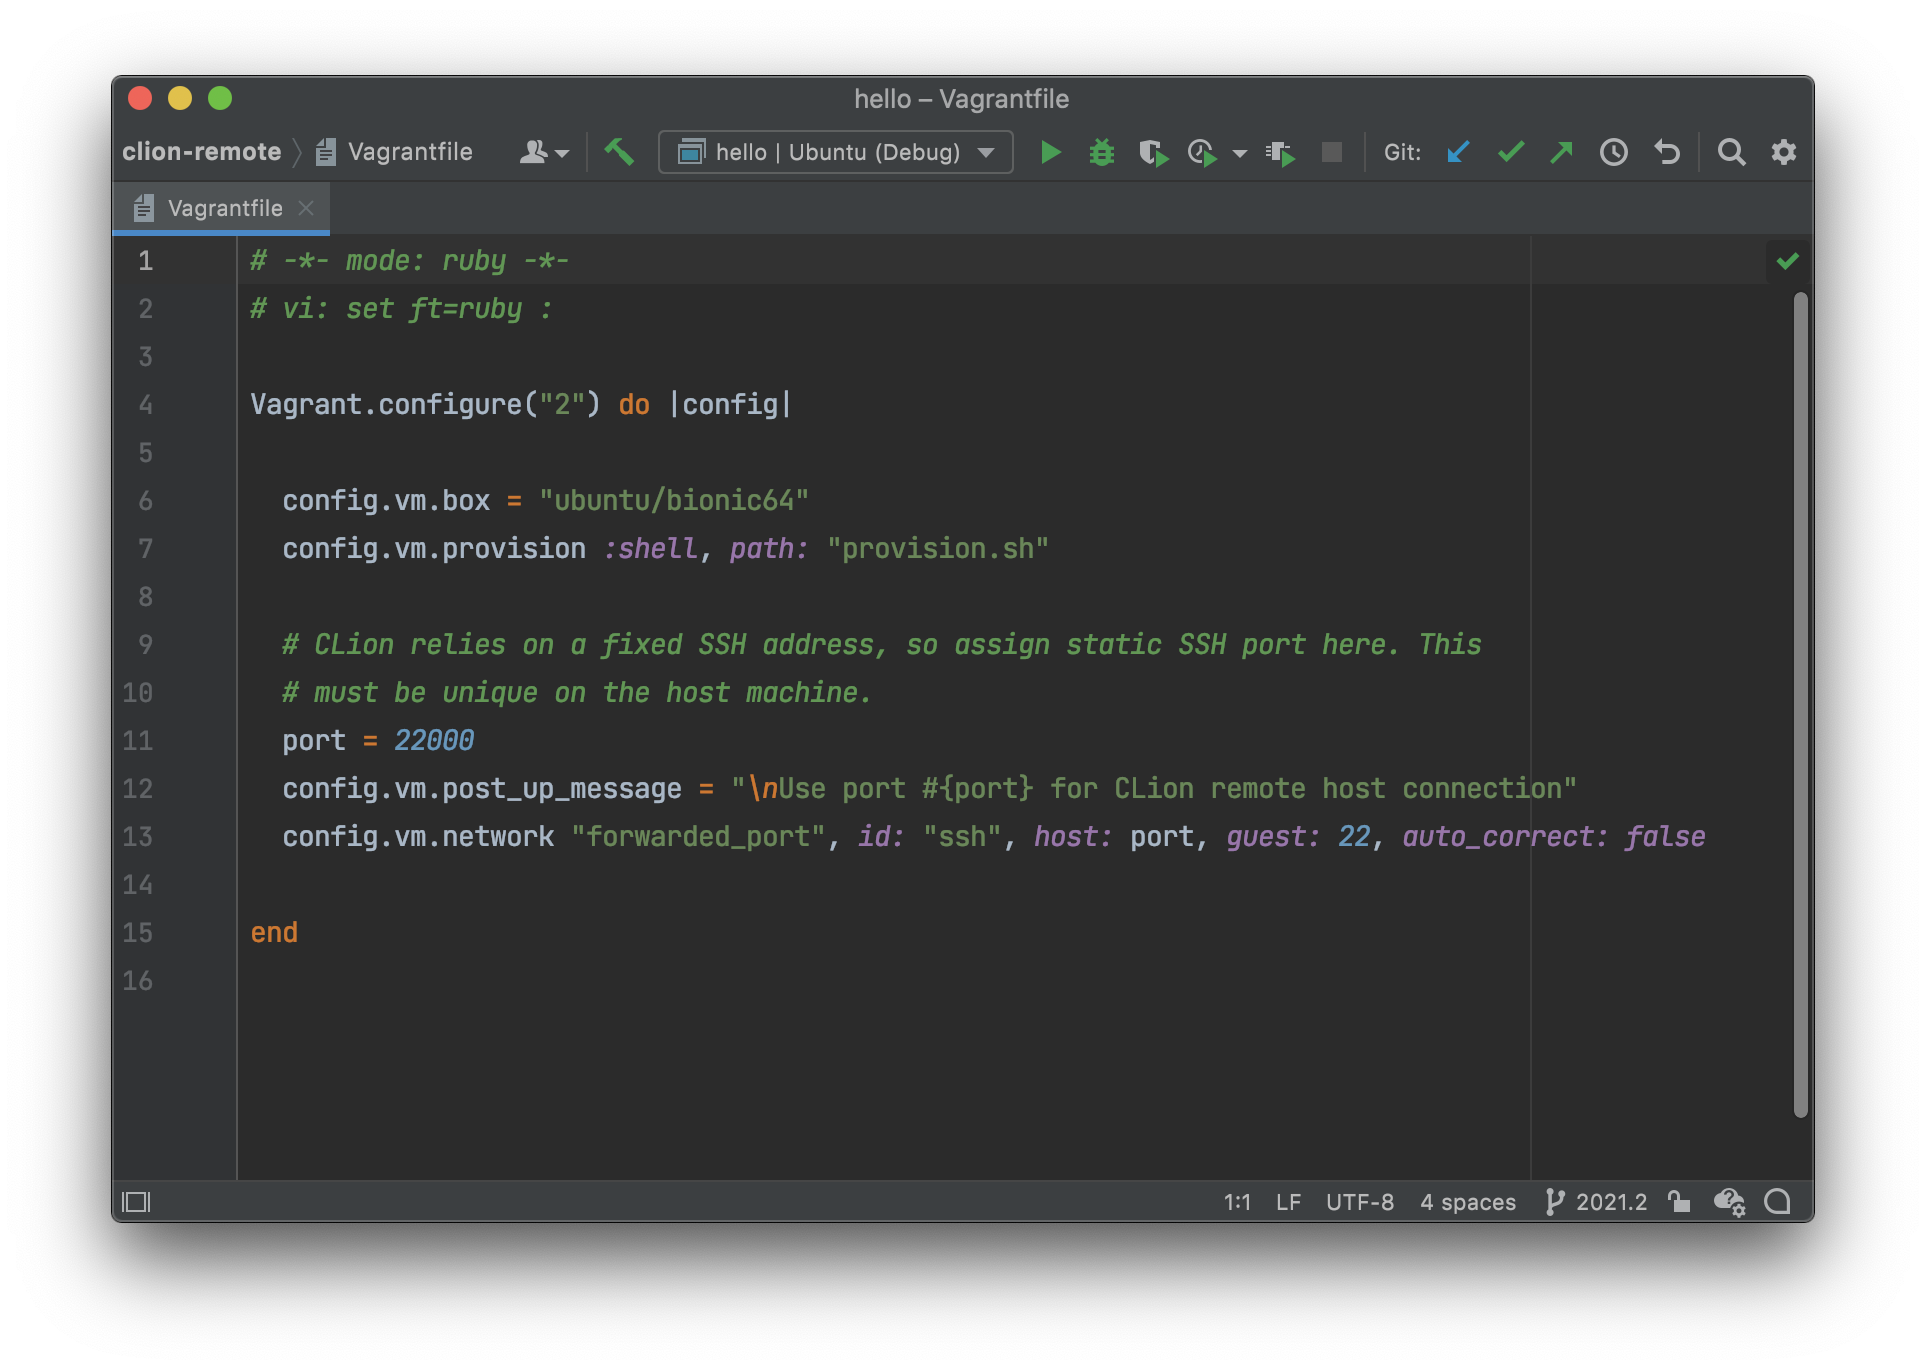 hello – Vagrantfile
clion-remote Vagrantfile hello | Ubuntu (Debug) Git:
Vagrantfile
1 # -*- mode: ruby -*-
2 # vi: set ft=ruby :
3
4 Vagrant.configure("2") do |config|
5
6   config.vm.box = "ubuntu/bionic64"
7   config.vm.provision :shell, path: "provision.sh"
8
9   # CLion relies on a fixed SSH address, so assign static SSH port here. This
10   # must be unique on the host machine.
11   port = 22000
12   config.vm.post_up_message = "\nUse port #{port} for CLion remote host connection"
13   config.vm.network "forwarded_port", id: "ssh", host: port, guest: 22, auto_correct: false
14
15 end
16
1:1 LF UTF-8 4 spaces 2021.2